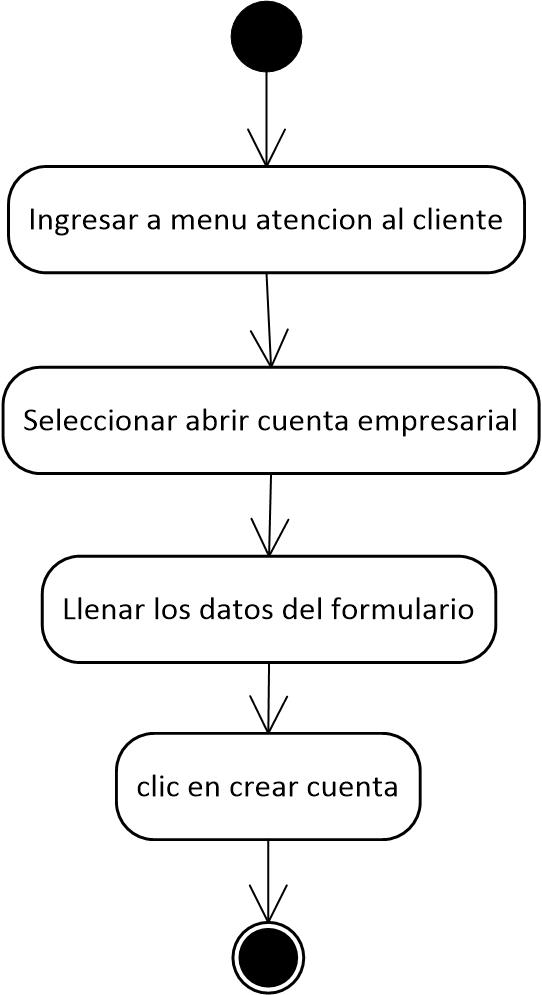 Ingresar a menu atencion al cliente
Seleccionar abrir cuenta empresarial
Llenar los datos del formulario
clic en crear cuenta